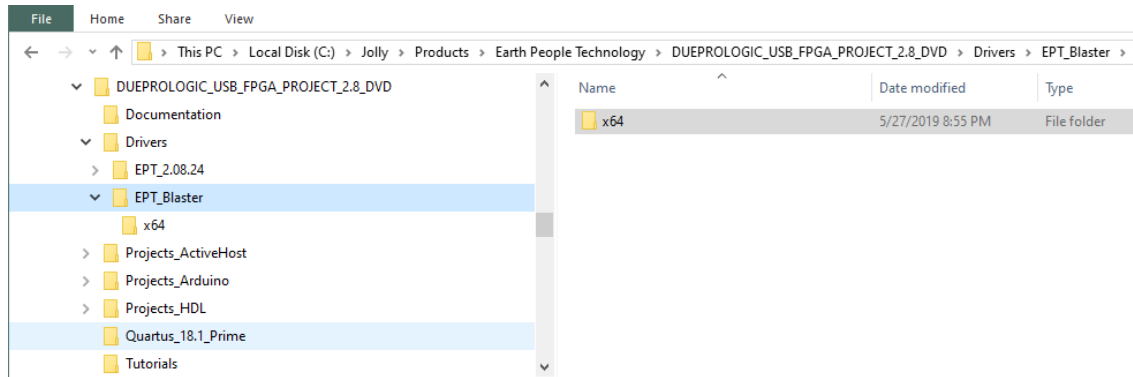 File Home Share View
This PC > Local Disk (C:) > Jolly > Products > Earth People Technology > DUEPROLOGIC_USB_FPGA_PROJECT_2.8_DVD > Drivers > EPT_Blaster >
DUEPROLOGIC_USB_FPGA_PROJECT_2.8_DVD
Documentation
Drivers
EPT_2.08.24
EPT_Blaster
x64
Projects_ActiveHost
Projects_Arduino
Projects_HDL
Quartus_18.1_Prime
Tutorials
Name Date modified Type
x64 5/27/2019 8:55 PM File folder